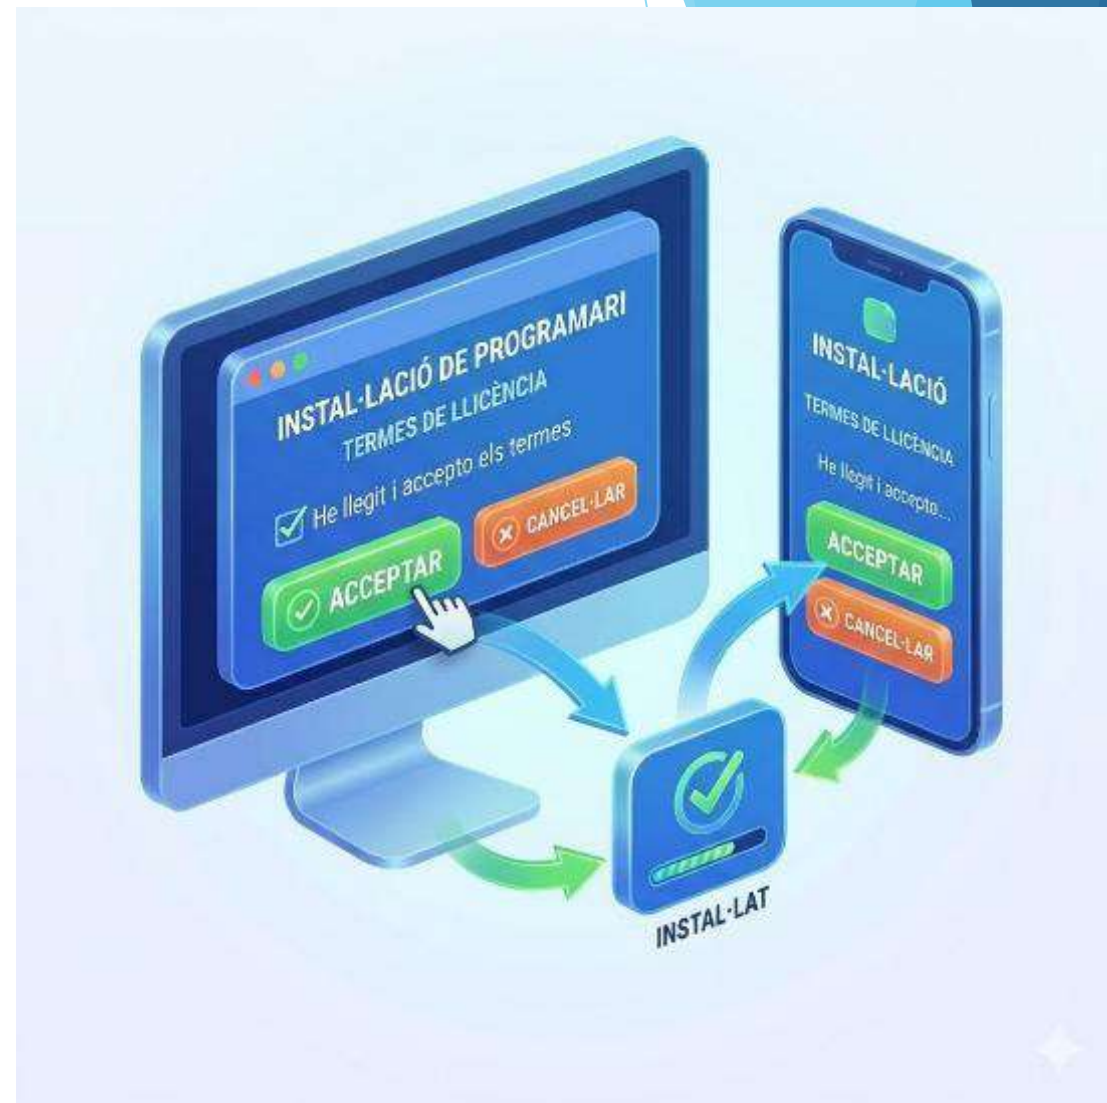 INSTAL·LACIÓ DE PROGRAMARI
TERMES DE LLICÈNCIA
He llegit i accepto els termes
ACCEPTAR
CANCEL·LAR
INSTAL·LACIÓ
TERMES DE LLICÈNCIA
He llegit i accepto...
ACCEPTAR
CANCEL·LAR
INSTAL·LAT